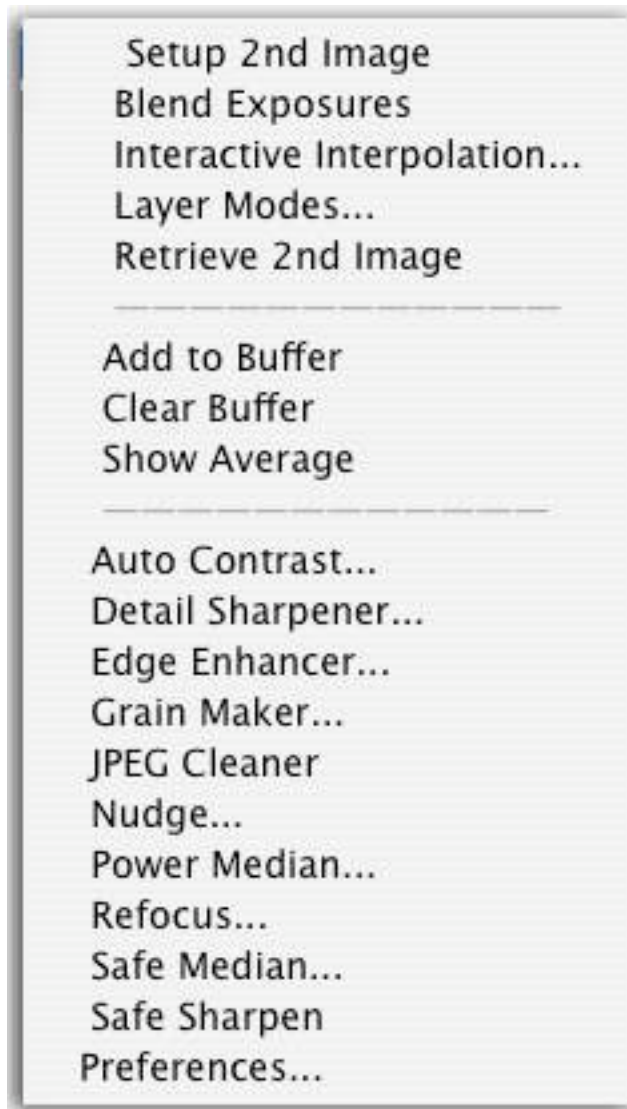 Setup 2nd Image
Blend Exposures
Interactive Interpolation...
Layer Modes...
Retrieve 2nd Image
Add to Buffer
Clear Buffer
Show Average
Auto Contrast...
Detail Sharpener...
Edge Enhancer...
Grain Maker...
JPEG Cleaner
Nudge...
Power Median...
Refocus...
Safe Median...
Safe Sharpen
Preferences...